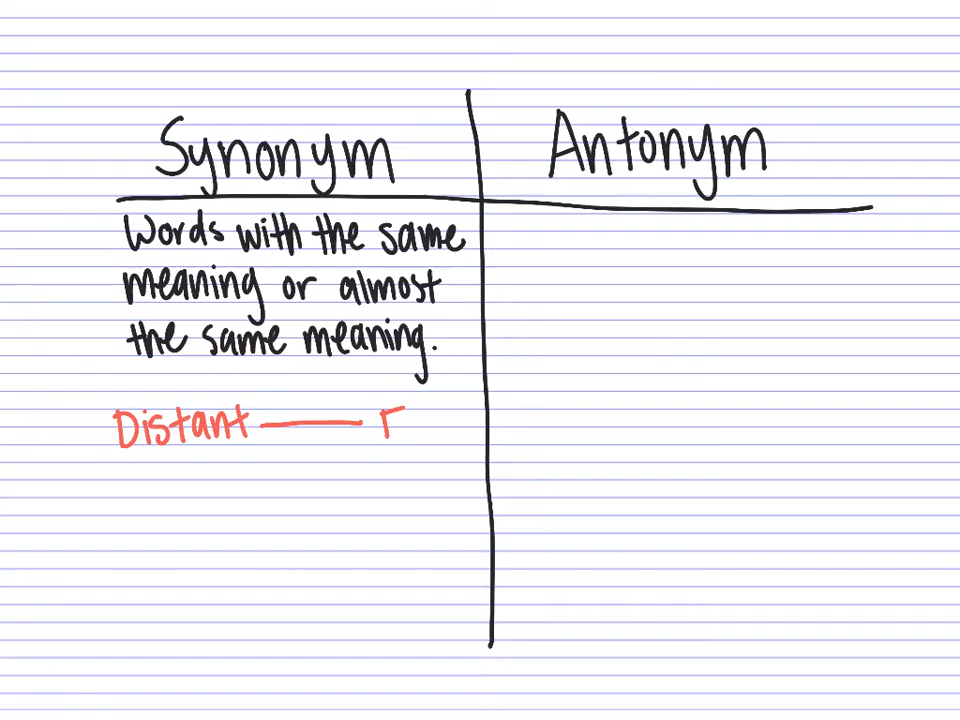 Synonym
Antonym
Words with the same
meaning or almost
the same meaning.
Distant —